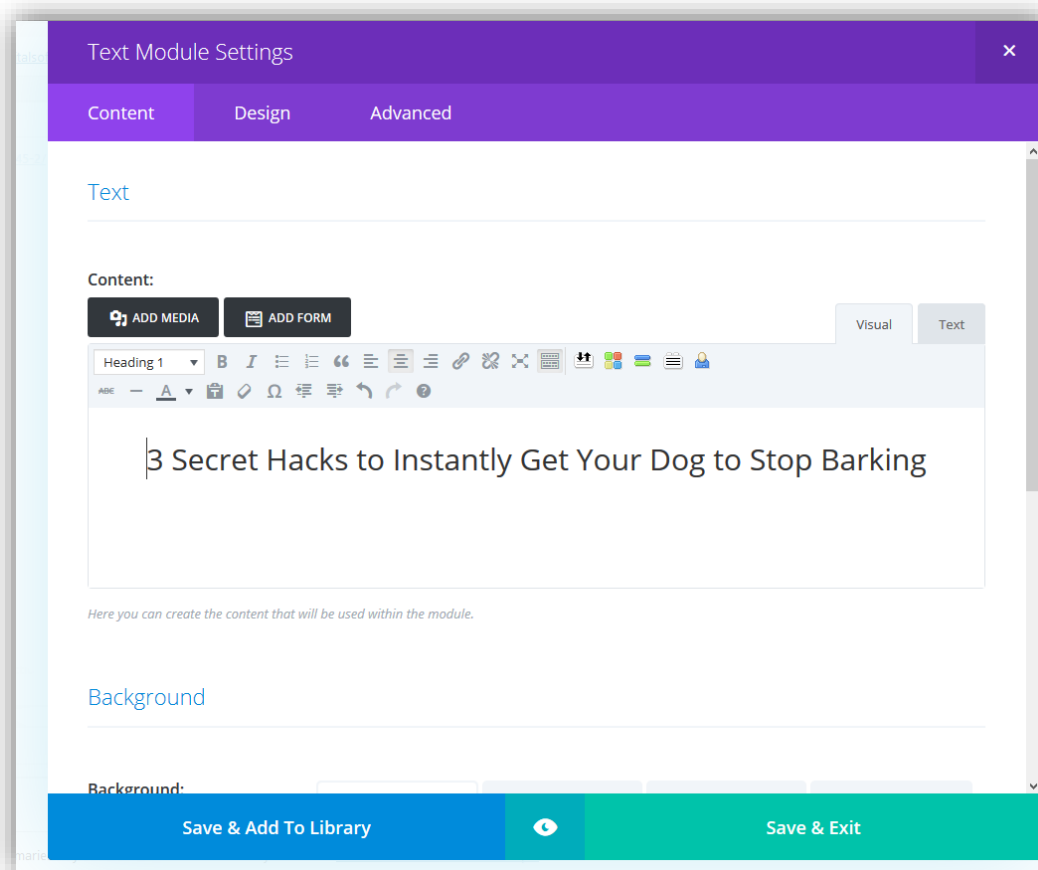 Text Module Settings
Content Design Advanced
Text
Content:
ADD MEDIA ADD FORM
Visual Text
Heading 1 B I
ABC A Ω
3 Secret Hacks to Instantly Get Your Dog to Stop Barking
Here you can create the content that will be used within the module.
Background
Background:
Save & Add To Library Save & Exit